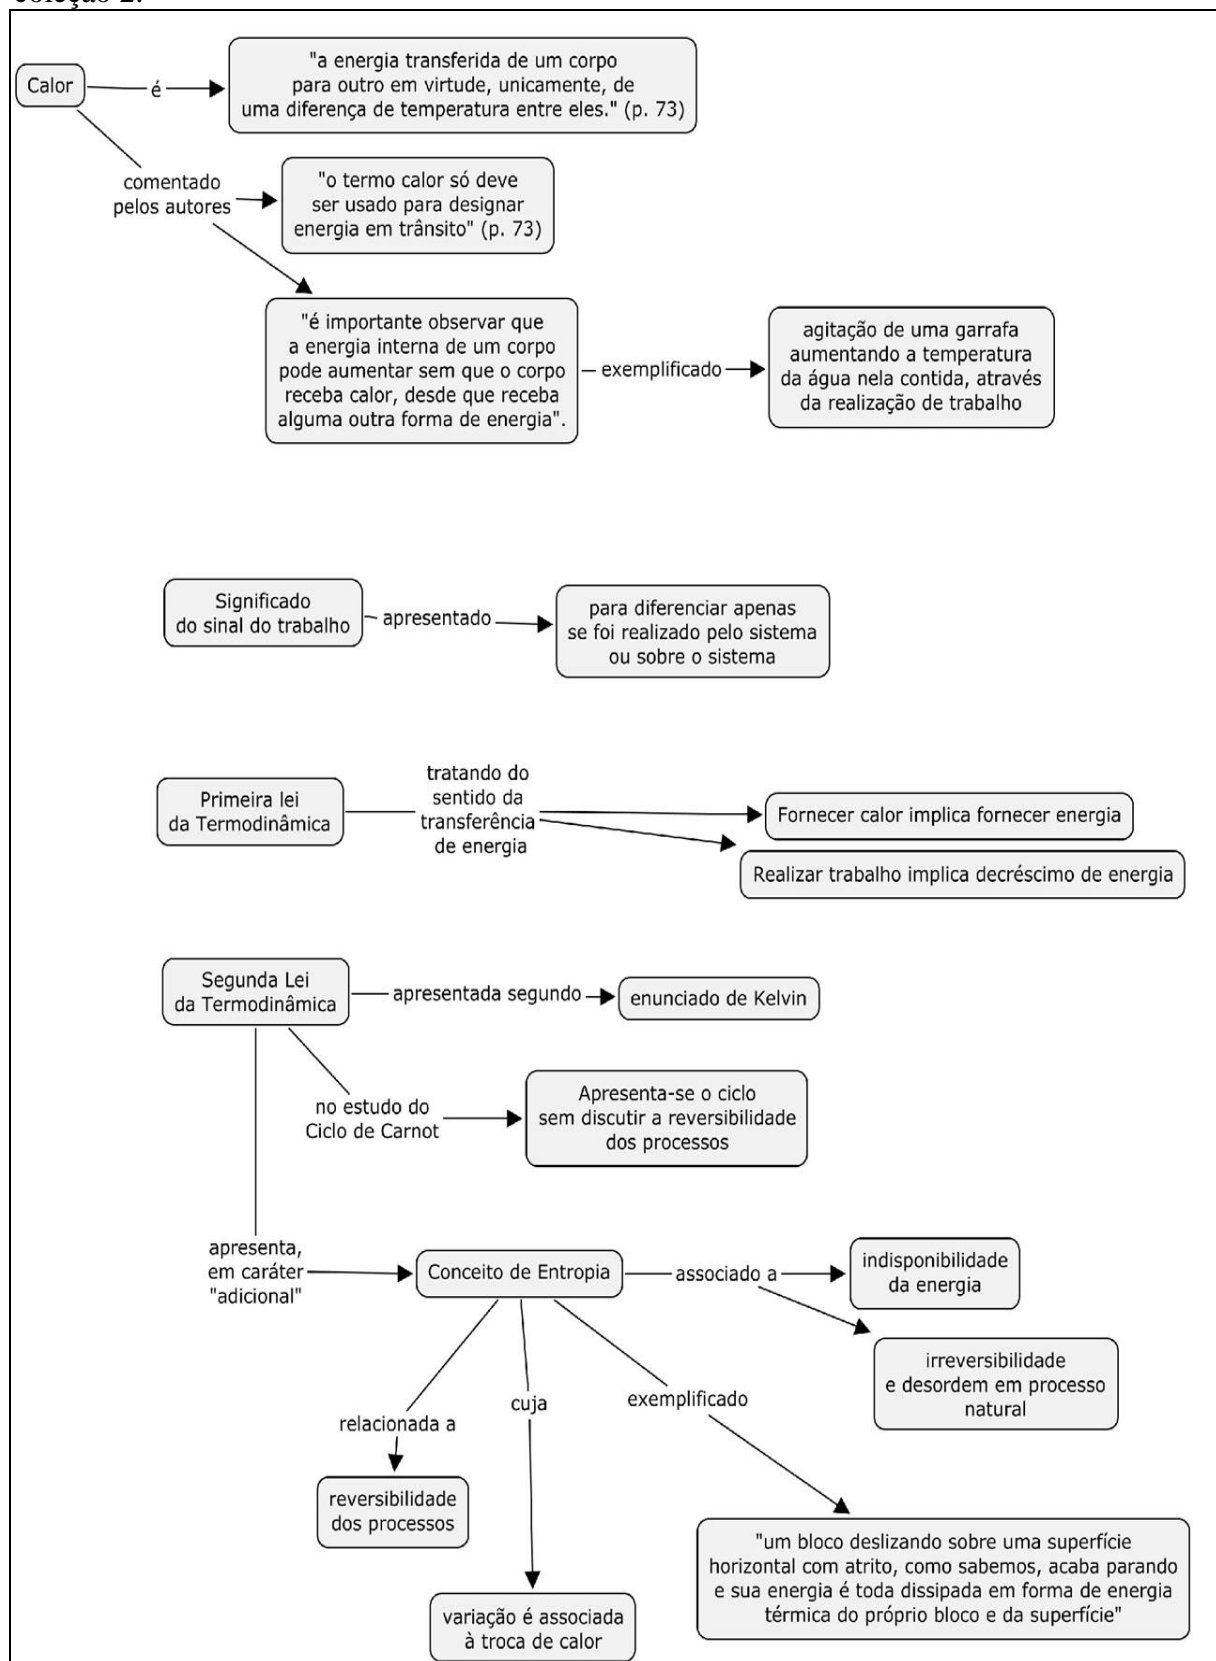 coleção 2.
Calor
é
"a energia transferida de um corpo
para outro em virtude, unicamente, de
uma diferença de temperatura entre eles." (p. 73)
comentado
pelos autores
"o termo calor só deve
ser usado para designar
energia em trânsito" (p. 73)
"é importante observar que
a energia interna de um corpo
pode aumentar sem que o corpo
receba calor, desde que receba
alguma outra forma de energia".
exemplificado
agitação de uma garrafa
aumentando a temperatura
da água nela contida, através
da realização de trabalho
Significado
do sinal do trabalho
apresentado
para diferenciar apenas
se foi realizado pelo sistema
ou sobre o sistema
Primeira lei
da Termodinâmica
tratando do
sentido da
transferência
de energia
Fornecer calor implica fornecer energia
Realizar trabalho implica decréscimo de energia
Segunda Lei
da Termodinâmica
apresentada segundo
enunciado de Kelvin
no estudo do
Ciclo de Carnot
Apresenta-se o ciclo
sem discutir a reversibilidade
dos processos
apresenta,
em caráter
"adicional"
Conceito de Entropia
associado a
indisponibilidade
da energia
irreversibilidade
e desordem em processo
natural
relacionada a
reversibilidade
dos processos
cuja
variação é associada
à troca de calor
exemplificado
"um bloco deslizando sobre uma superfície
horizontal com atrito, como sabemos, acaba parando
e sua energia é toda dissipada em forma de energia
térmica do próprio bloco e da superfície"